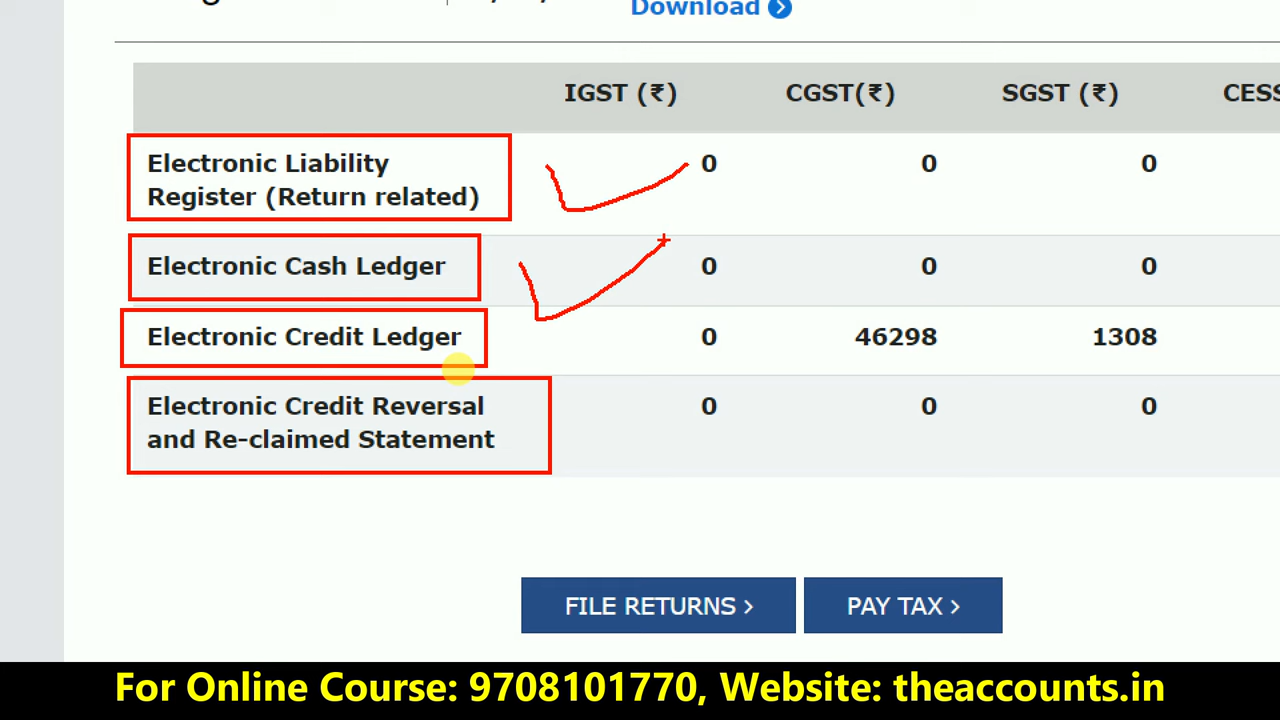 Download
IGST (₹) CGST(₹) SGST (₹) CESS
Electronic Liability
Register (Return related) 0 0 0
Electronic Cash Ledger 0 0 0
Electronic Credit Ledger 0 46298 1308
Electronic Credit Reversal
and Re-claimed Statement 0 0 0
FILE RETURNS > PAY TAX >
For Online Course: 9708101770, Website: theaccounts.in